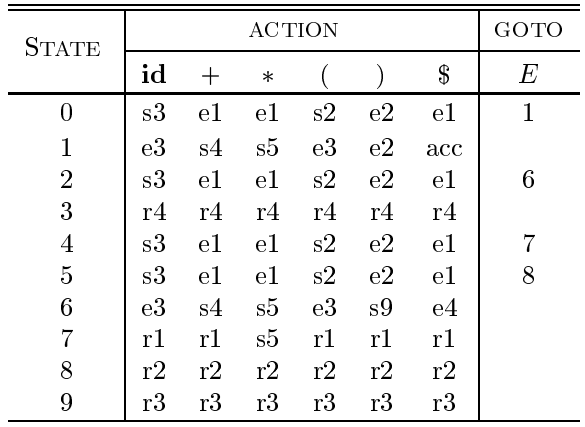 STATE ACTION GOTO
id + * ( ) $ E
0 s3 e1 e1 s2 e2 e1 1
1 e3 s4 s5 e3 e2 acc
2 s3 e1 e1 s2 e2 e1 6
3 r4 r4 r4 r4 r4 r4
4 s3 e1 e1 s2 e2 e1 7
5 s3 e1 e1 s2 e2 e1 8
6 e3 s4 s5 e3 s9 e4
7 r1 r1 s5 r1 r1 r1
8 r2 r2 r2 r2 r2 r2
9 r3 r3 r3 r3 r3 r3